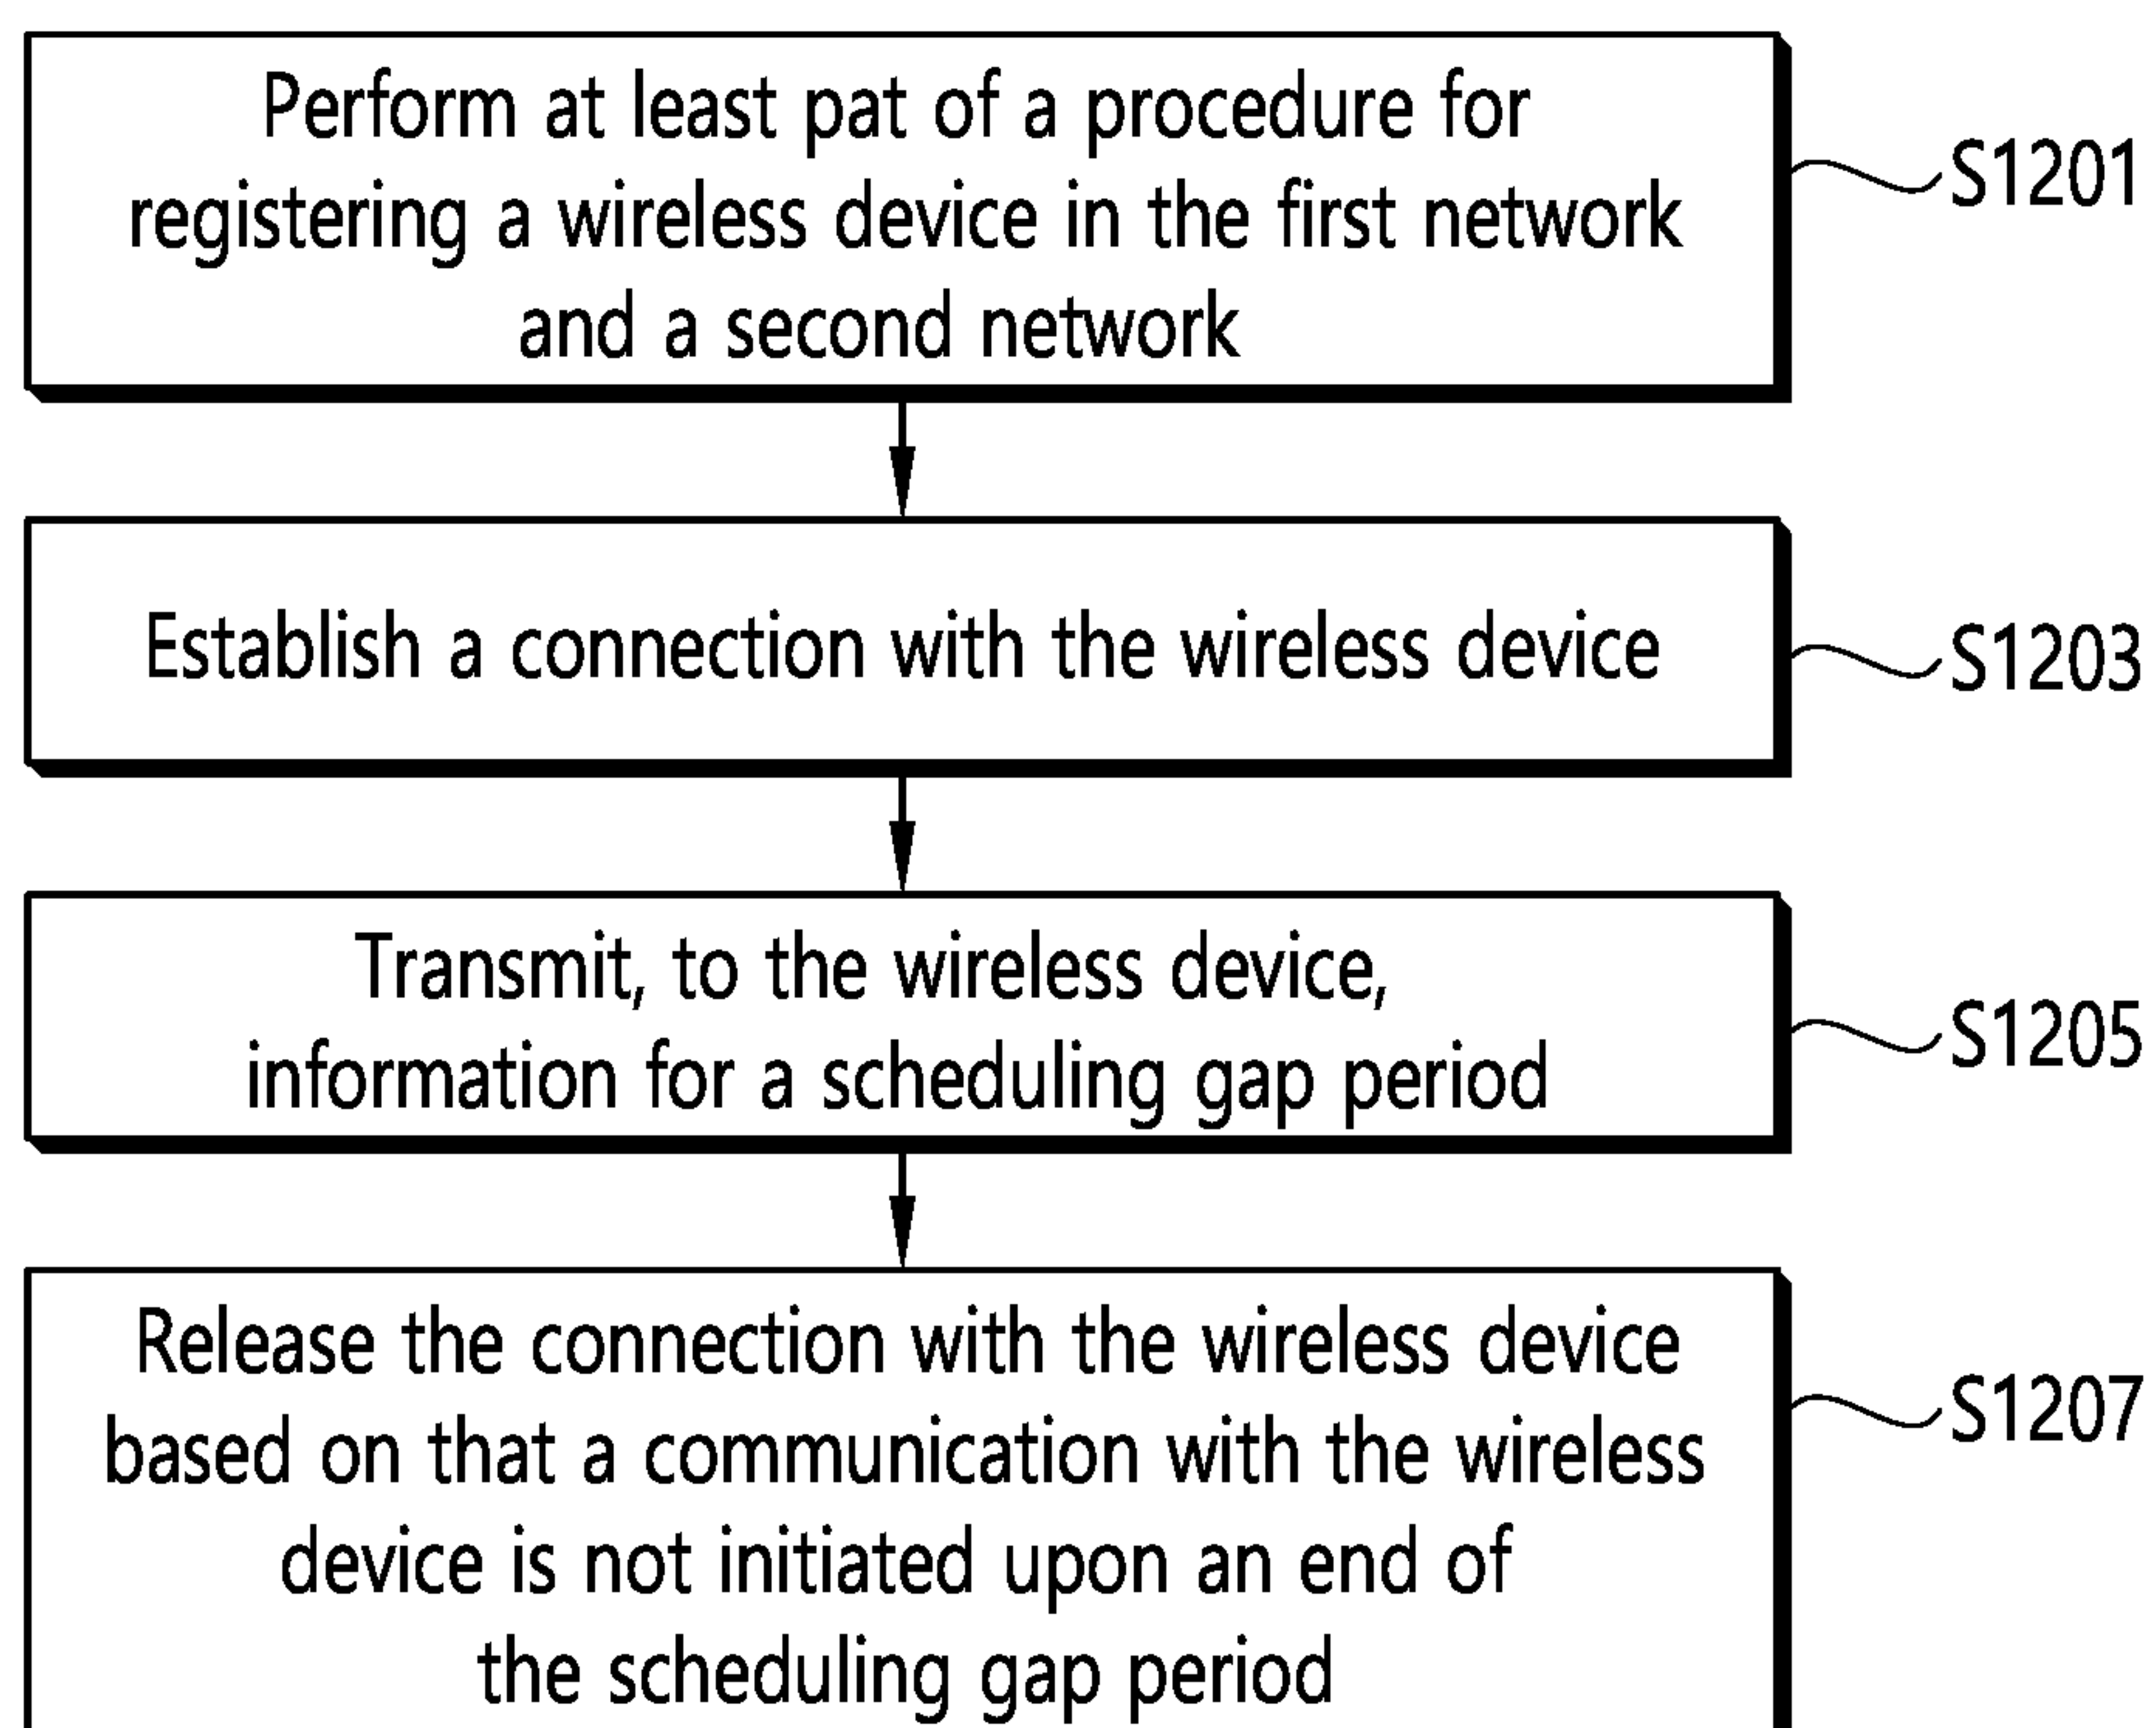 Perform at least pat of a procedure for
registering a wireless device in the first network
and a second network
S1201
Establish a connection with the wireless device
S1203
Transmit, to the wireless device,
information for a scheduling gap period
S1205
Release the connection with the wireless device
based on that a communication with the wireless
device is not initiated upon an end of
the scheduling gap period
S1207